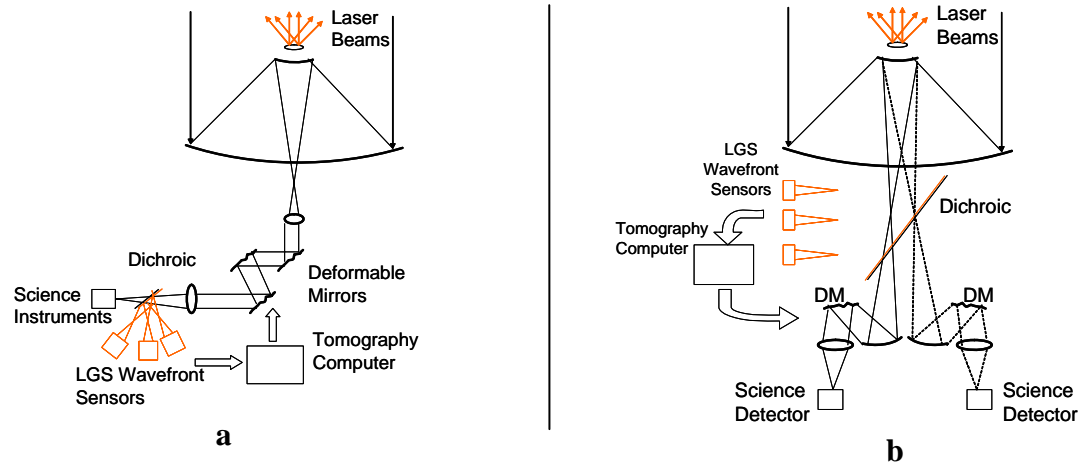 Laser
Beams
Dichroic
Deformable
Mirrors
Science
Instruments
Tomography
Computer
LGS Wavefront
Sensors
a
Laser
Beams
LGS
Wavefront
Sensors
Dichroic
Tomography
Computer
DM
DM
Science
Detector
Science
Detector
b